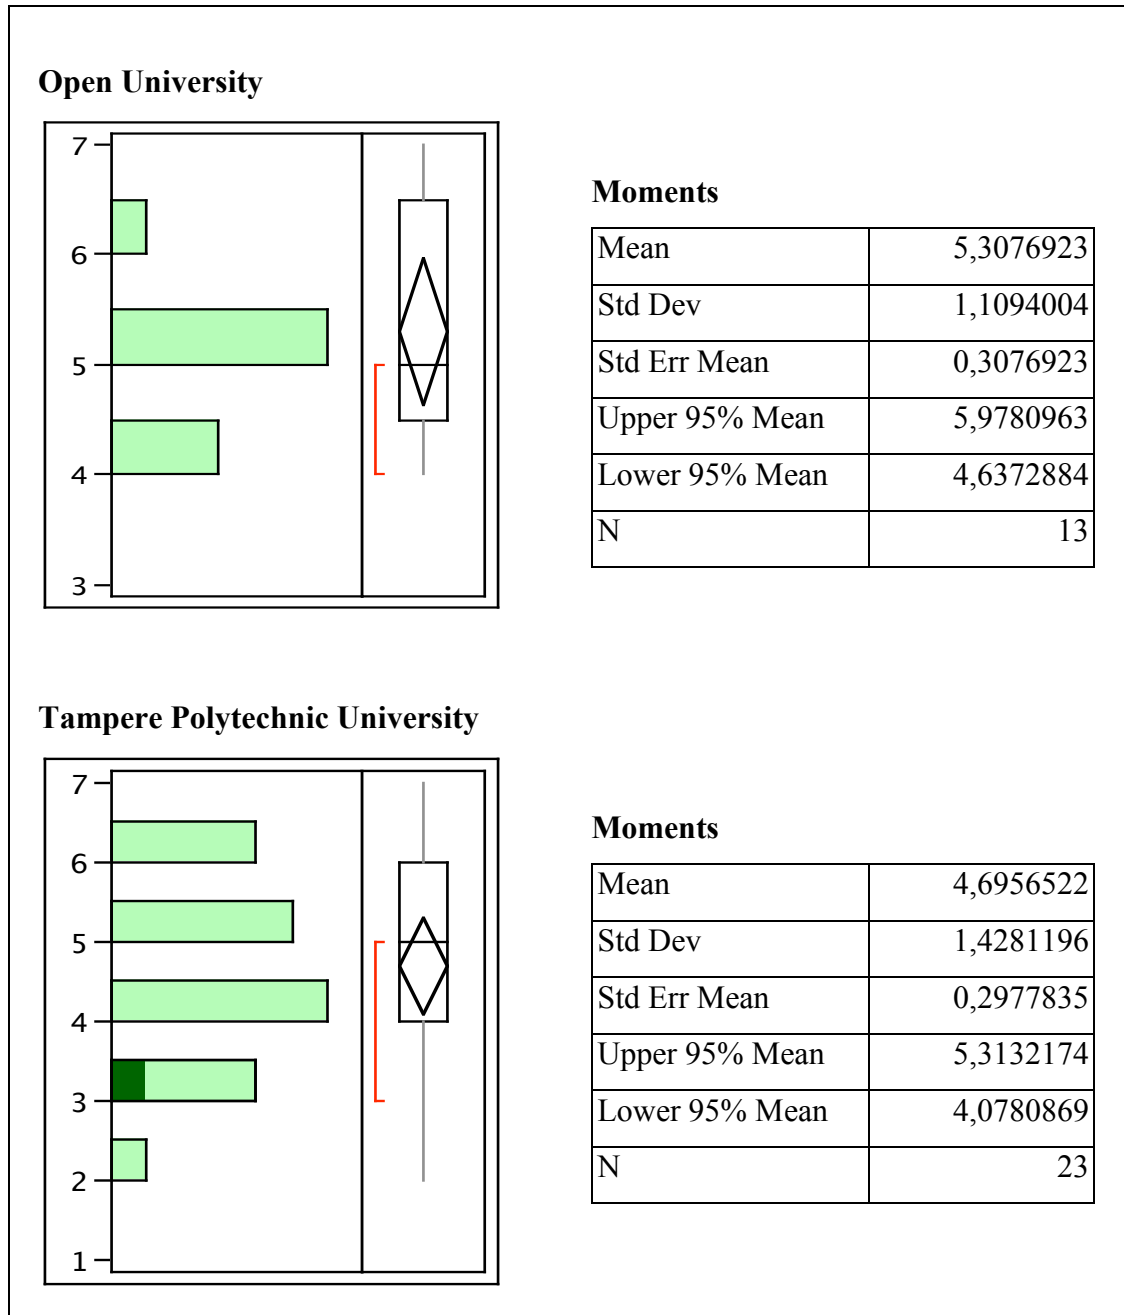 Open University
7
6
5
4
3
Moments
Mean 5,3076923
Std Dev 1,1094004
Std Err Mean 0,3076923
Upper 95% Mean 5,9780963
Lower 95% Mean 4,6372884
N 13
Tampere Polytechnic University
7
6
5
4
3
2
1
Moments
Mean 4,6956522
Std Dev 1,4281196
Std Err Mean 0,2977835
Upper 95% Mean 5,3132174
Lower 95% Mean 4,0780869
N 23